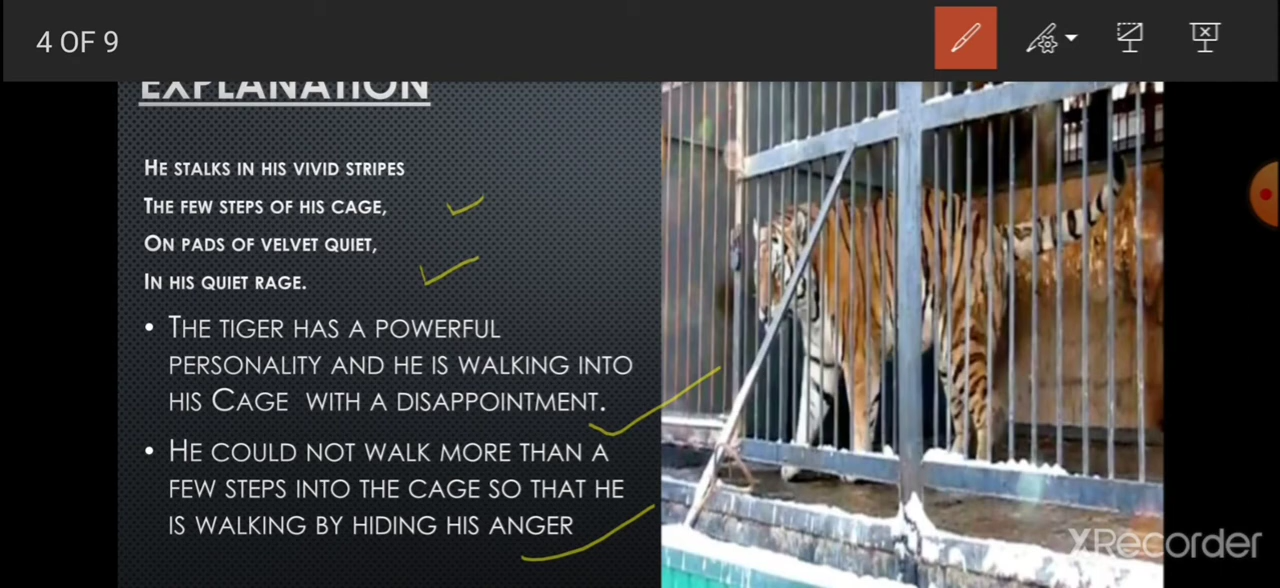 4 OF 9
EXPLANATION
HE STALKS IN HIS VIVID STRIPES
THE FEW STEPS OF HIS CAGE,
ON PADS OF VELVET QUIET,
IN HIS QUIET RAGE.
• THE TIGER HAS A POWERFUL
PERSONALITY AND HE IS WALKING INTO
HIS CAGE WITH A DISAPPOINTMENT.
• HE COULD NOT WALK MORE THAN A
FEW STEPS INTO THE CAGE SO THAT HE
IS WALKING BY HIDING HIS ANGER
XRecorder